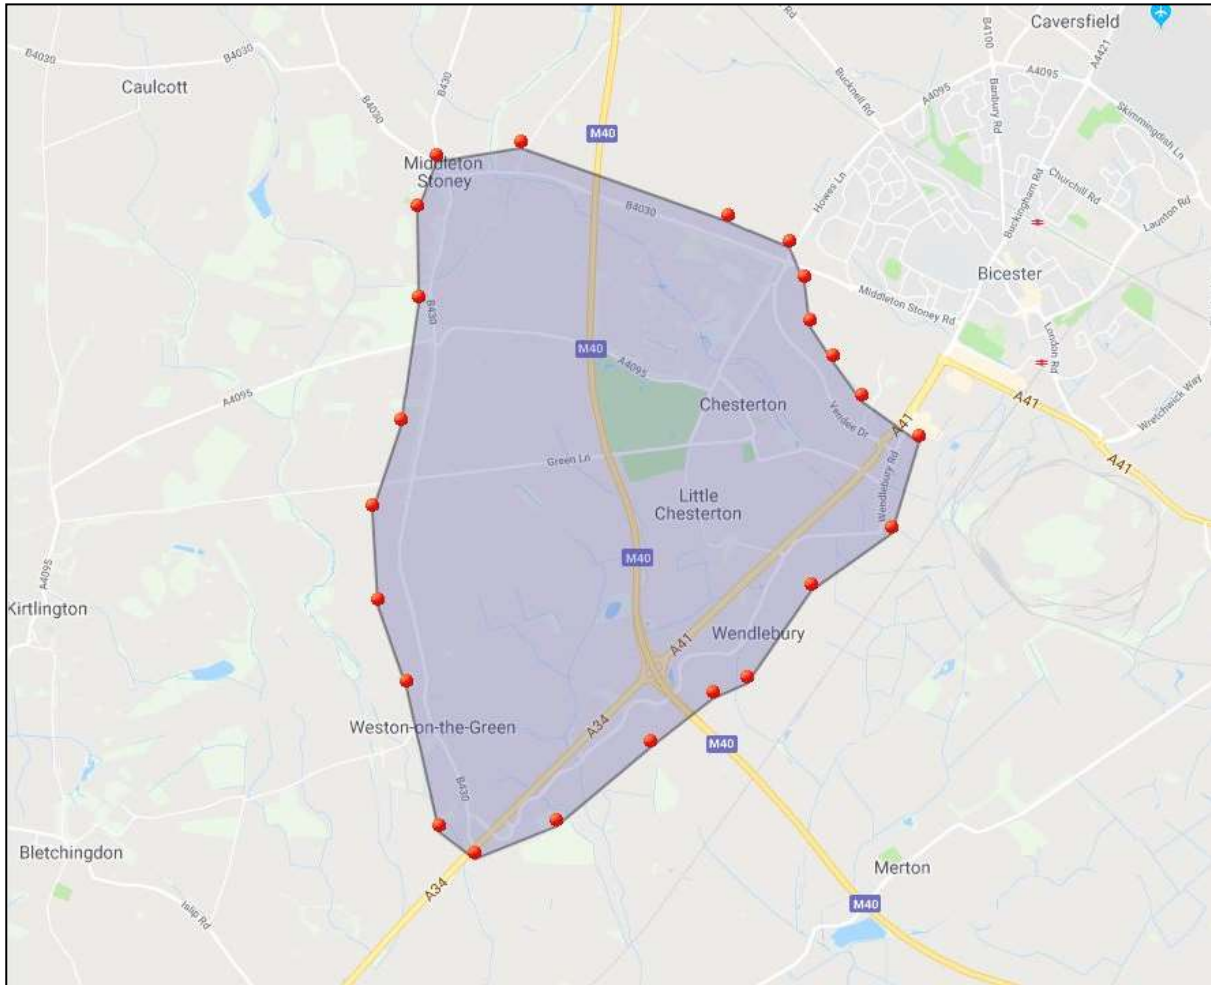 Rd
B4100
Caversfield
A4421
B4030
B4030
B430
Caulcott
B4030
Bucknell Rd
A4095
A4095
Banbury Rd
Skimmingdish Ln
M40
Middleton
Stoney
Howes Ln
Buckingham Rd
Churchill Rd
Launton Rd
B4030
Bicester
Middleton Stoney Rd
B430
London Rd
M40
A4095
A4095
Chesterton
Vendee Dr
A41
A41
Wretchwick Way
A41
Green Ln
Wendlebury Rd
Little
Chesterton
M40
A4095
Kirtlington
Wendlebury
A41
Weston-on-the-Green
A34
M40
B430
Bletchingdon
Merton
A34
Islip Rd
M40